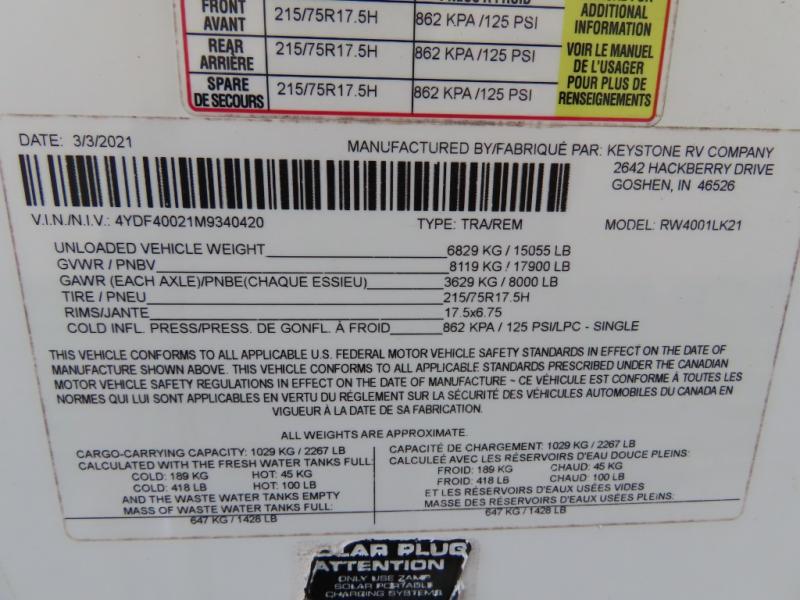 FRONT
AVANT
215/75R17.5H
862 KPA /125 PSI
REAR
ARRIÈRE
215/75R17.5H
862 KPA /125 PSI
SPARE
DE SECOURS
215/75R17.5H
862 KPA /125 PSI
ADDITIONAL
INFORMATION
VOIR LE MANUEL
DE L'USAGER
POUR PLUS DE
RENSEIGNEMENTS
DATE: 3/3/2021
MANUFACTURED BY/FABRIQUÉ PAR: KEYSTONE RV COMPANY
2642 HACKBERRY DRIVE
GOSHEN, IN 46526
V.I.N./N.I.V.: 4YDF40021M9340420 TYPE: TRA/REM MODEL: RW4001LK21
UNLOADED VEHICLE WEIGHT 6829 KG / 15055 LB
GVWR / PNBV 8119 KG / 17900 LB
GAWR (EACH AXLE)/PNBE(CHAQUE ESSIEU) 3629 KG / 8000 LB
TIRE / PNEU 215/75R17.5H
RIMS/JANTE 17.5x6.75
COLD INFL. PRESS/PRESS. DE GONFL. À FROID 862 KPA / 125 PSI/LPC - SINGLE
THIS VEHICLE CONFORMS TO ALL APPLICABLE U.S. FEDERAL MOTOR VEHICLE SAFETY STANDARDS IN EFFECT ON THE DATE OF
MANUFACTURE SHOWN ABOVE. THIS VEHICLE CONFORMS TO ALL APPLICABLE STANDARDS PRESCRIBED UNDER THE CANADIAN
MOTOR VEHICLE SAFETY REGULATIONS IN EFFECT ON THE DATE OF MANUFACTURE ~ CE VÉHICULE EST CONFORME À TOUTES LES
NORMES QUI LUI SONT APPLICABLES EN VERTU DU RÉGLEMENT SUR LA SÉCURITÉ DES VÉHICULES AUTOMOBILES DU CANADA EN
VIGUEUR À LA DATE DE SA FABRICATION.
ALL WEIGHTS ARE APPROXIMATE.
CARGO-CARRYING CAPACITY: 1029 KG / 2267 LB
CALCULATED WITH THE FRESH WATER TANKS FULL:
COLD: 189 KG HOT: 45 KG
COLD: 418 LB HOT: 100 LB
AND THE WASTE WATER TANKS EMPTY
MASS OF WASTE WATER TANKS FULL:
647 KG / 1428 LB
CAPACITÉ DE CHARGEMENT: 1029 KG / 2267 LB
CALCULEÉ AVEC LES RÉSERVOIRS D'EAU DOUCE PLEINS:
FROID: 189 KG CHAUD: 45 KG
FROID: 418 LB CHAUD: 100 LB
ET LES RÉSERVOIRS D'EAUX USÉES VIDES
MASSE DES RÉSERVOIRS D'EAUX USÉES PLEINS:
647 KG / 1428 LB
OLAR PLUG
ATTENTION
ONLY USE ZAMP
SOLAR PORTABLE
CHARGING SYSTEMS